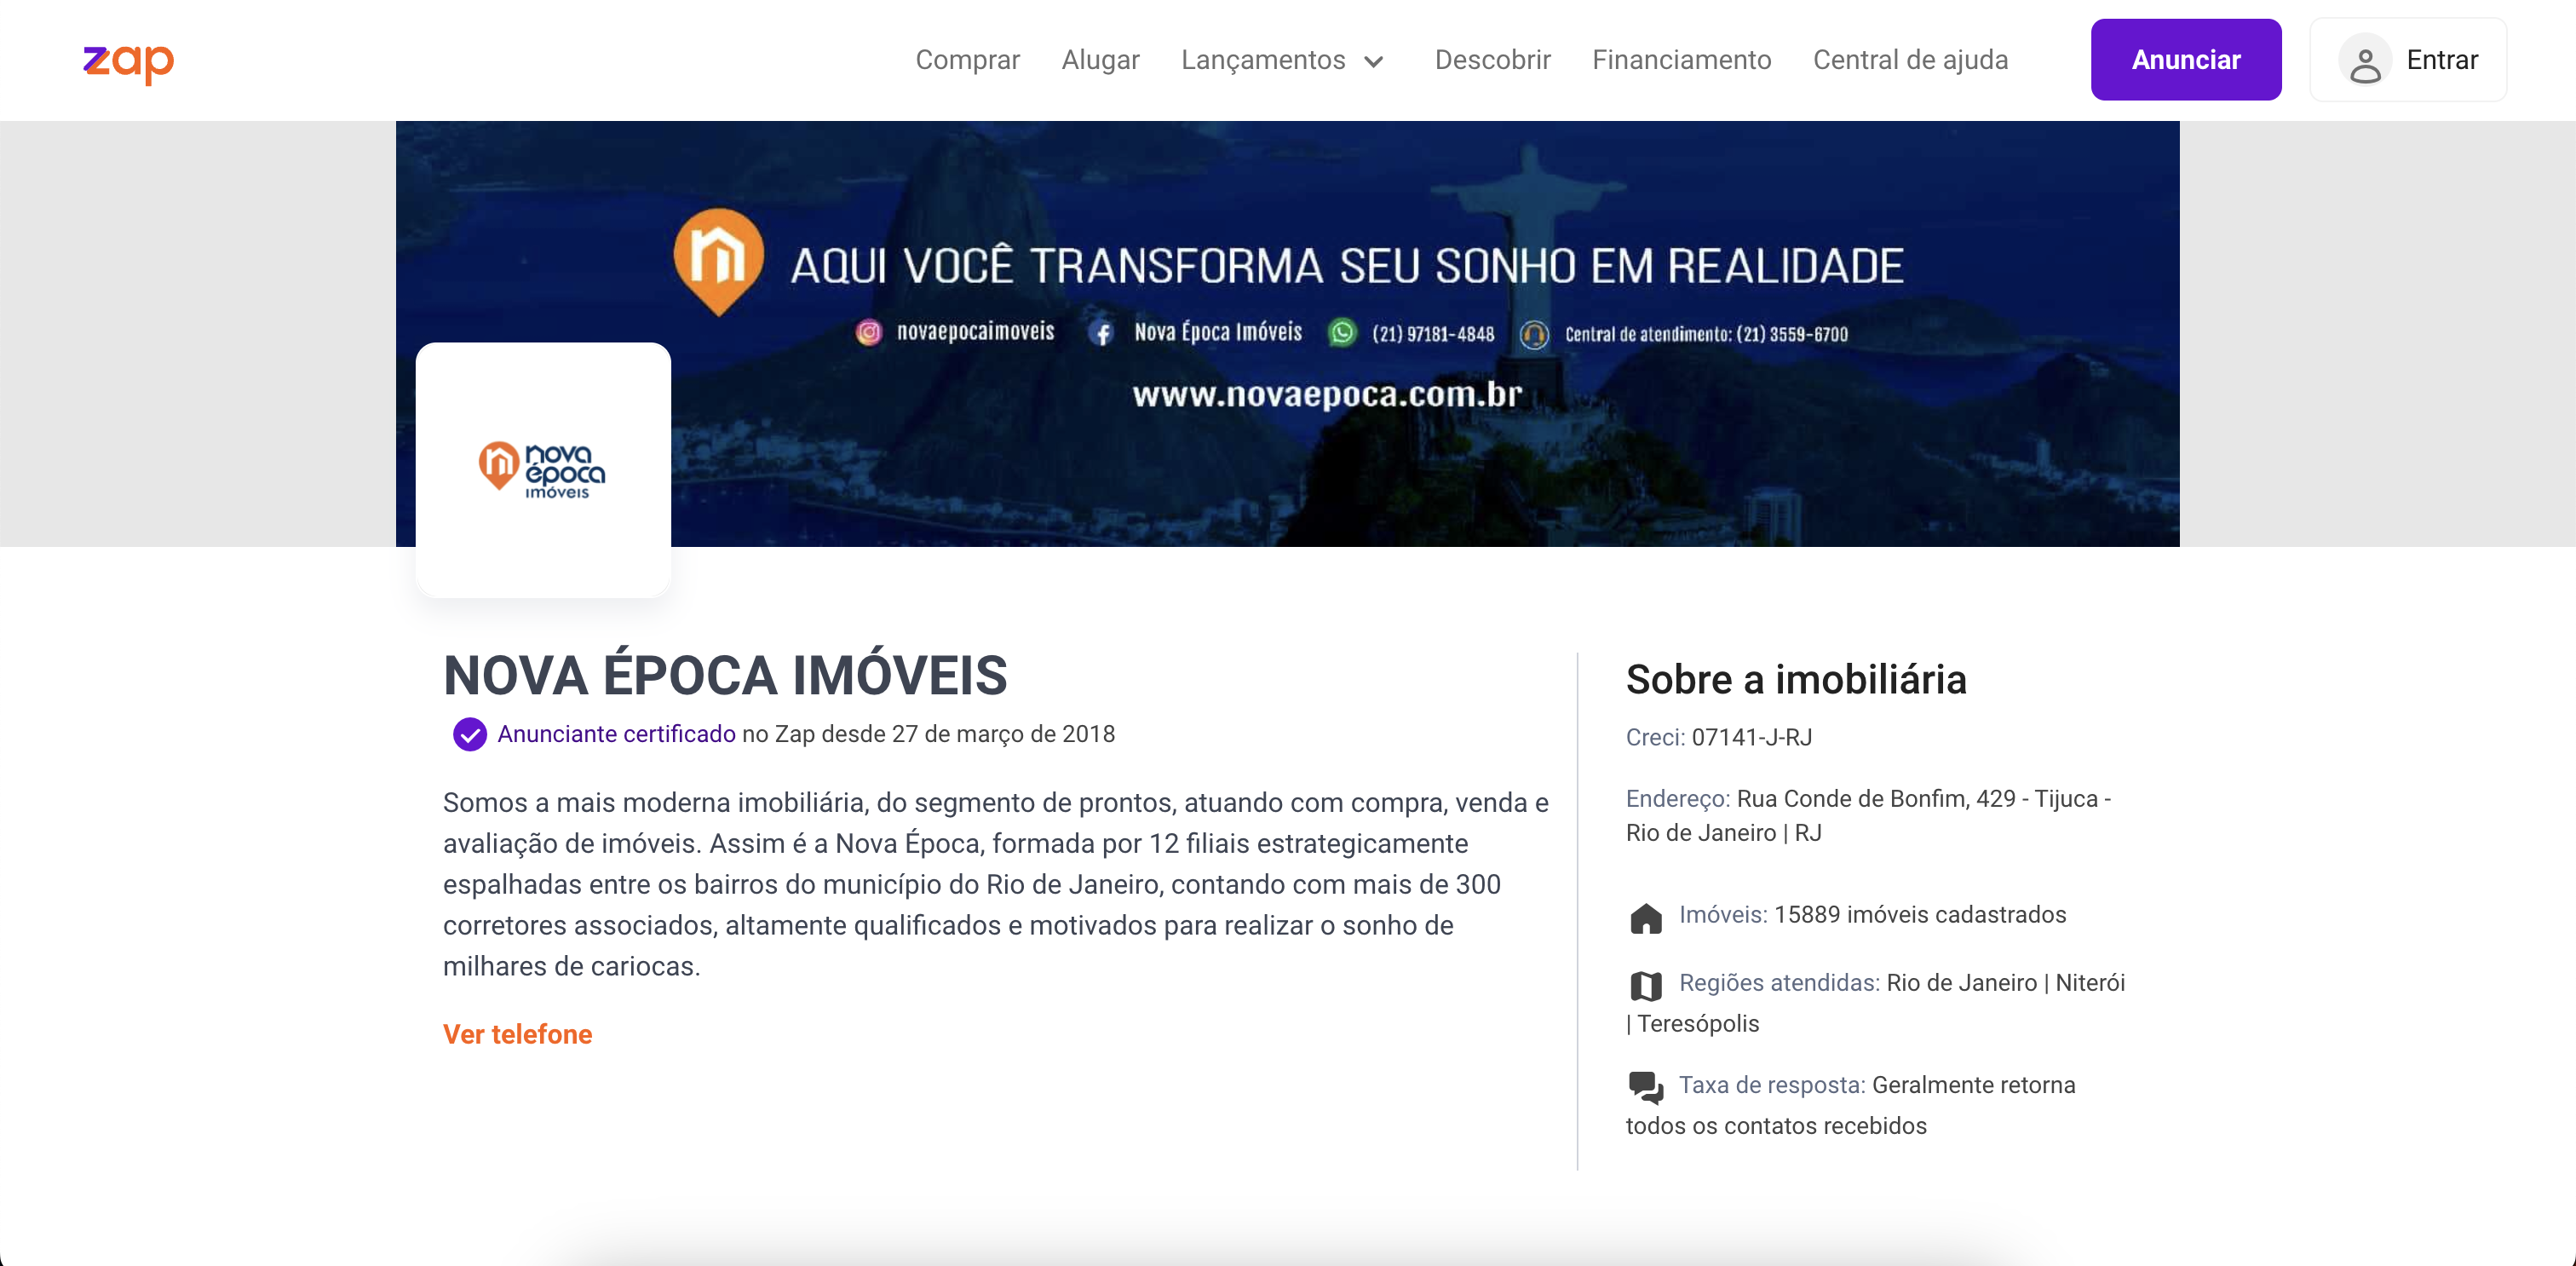 zap
Comprar
Alugar
Lançamentos
Descobrir
Financiamento
Central de ajuda
Anunciar
Entrar
AQUI VOCÊ TRANSFORMA SEU SONHO EM REALIDADE
novaepocaimoveis
Nova Época Imóveis
(21) 97181-4848
Central de atendimento: (21) 3559-6700
www.novaepoca.com.br
nova
época
imóveis
NOVA ÉPOCA IMÓVEIS
Anunciante certificado no Zap desde 27 de março de 2018
Somos a mais moderna imobiliária, do segmento de prontos, atuando com compra, venda e
avaliação de imóveis. Assim é a Nova Época, formada por 12 filiais estrategicamente
espalhadas entre os bairros do município do Rio de Janeiro, contando com mais de 300
corretores associados, altamente qualificados e motivados para realizar o sonho de
milhares de cariocas.
Ver telefone
Sobre a imobiliária
Creci: 07141-J-RJ
Endereço: Rua Conde de Bonfim, 429 - Tijuca -
Rio de Janeiro | RJ
Imóveis: 15889 imóveis cadastrados
Regiões atendidas: Rio de Janeiro | Niterói
| Teresópolis
Taxa de resposta: Geralmente retorna
todos os contatos recebidos